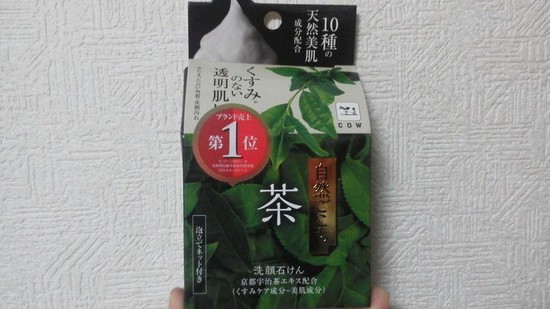 10種の
天然美肌
成分配合
くすみ。
のない
透明肌
ブランド売上
第1位
COW
自然ごこち
茶
泡立てネット付き
洗顔石けん
京都宇治茶エキス配合
(くすみケア成分-美肌成分)